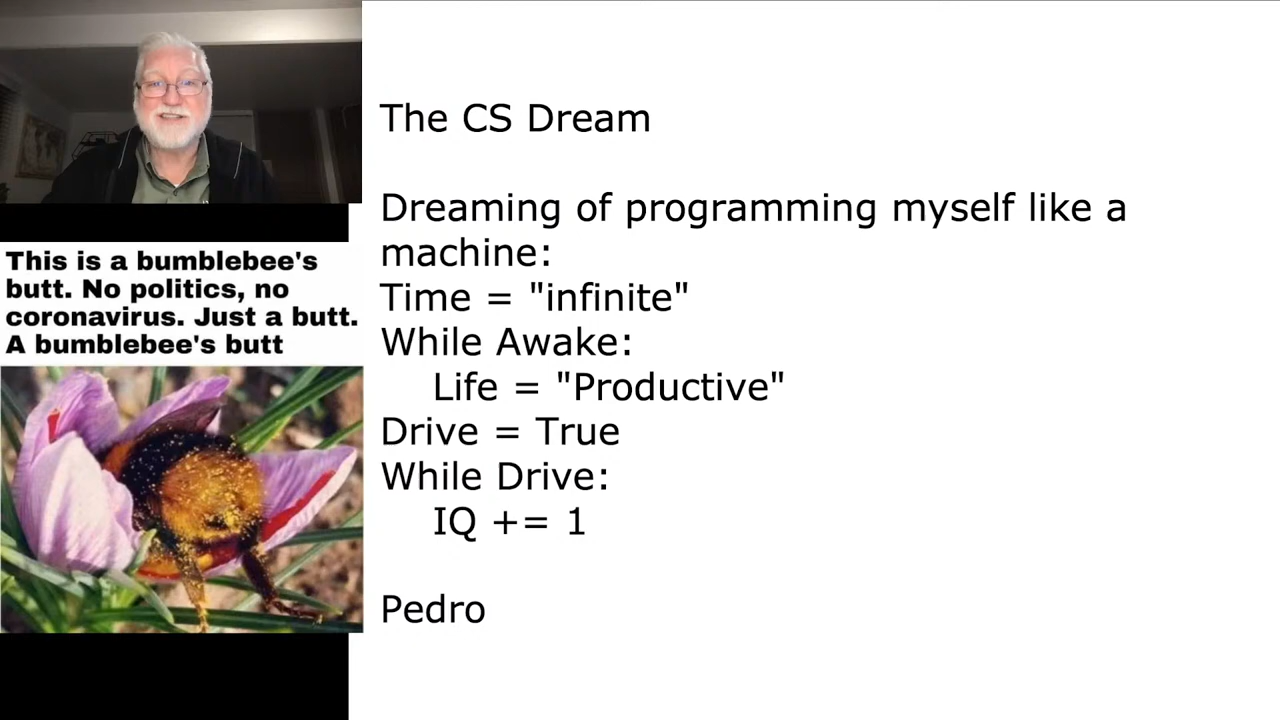 The CS Dream
Dreaming of programming myself like a
machine:
Time = "infinite"
While Awake:
Life = "Productive"
Drive = True
While Drive:
IQ += 1
Pedro
This is a bumblebee's
butt. No politics, no
coronavirus. Just a butt.
A bumblebee's butt